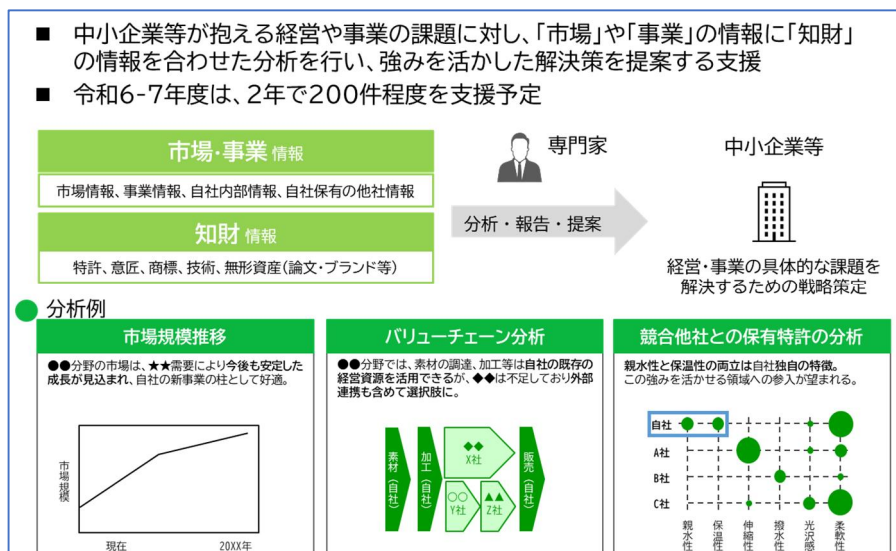 ■ 中小企業等が抱える経営や事業の課題に対し、「市場」や「事業」の情報に「知財」
の情報を合わせた分析を行い、強みを活かした解決策を提案する支援
■ 令和6-7年度は、2年で200件程度を支援予定
市場・事業 情報
市場情報、事業情報、自社内部情報、自社保有の他社情報
知財 情報
特許、意匠、商標、技術、無形資産(論文・ブランド等)
専門家
分析・報告・提案
中小企業等
経営・事業の具体的な課題を
解決するための戦略策定
分析例
市場規模推移
●●分野の市場は、★★需要により今後も安定した
成長が見込まれ、自社の新事業の柱として好適。
市場規模
現在
20XX年
バリューチェーン分析
●●分野では、素材の調達、加工等は自社の既存の
経営資源を活用できるが、◆◆は不足しており外部
連携も含めて選択肢に。
素材(自社)
加工(自社)
◆◆
X社
○○
Y社
▲▲
Z社
販売(自社)
競合他社との保有特許の分析
親水性と保温性の両立は自社独自の特徴。
この強みを活かせる領域への参入が望まれる。
自社
A社
B社
C社
親水性
保温性
伸縮性
撥水性
光沢感
柔軟性